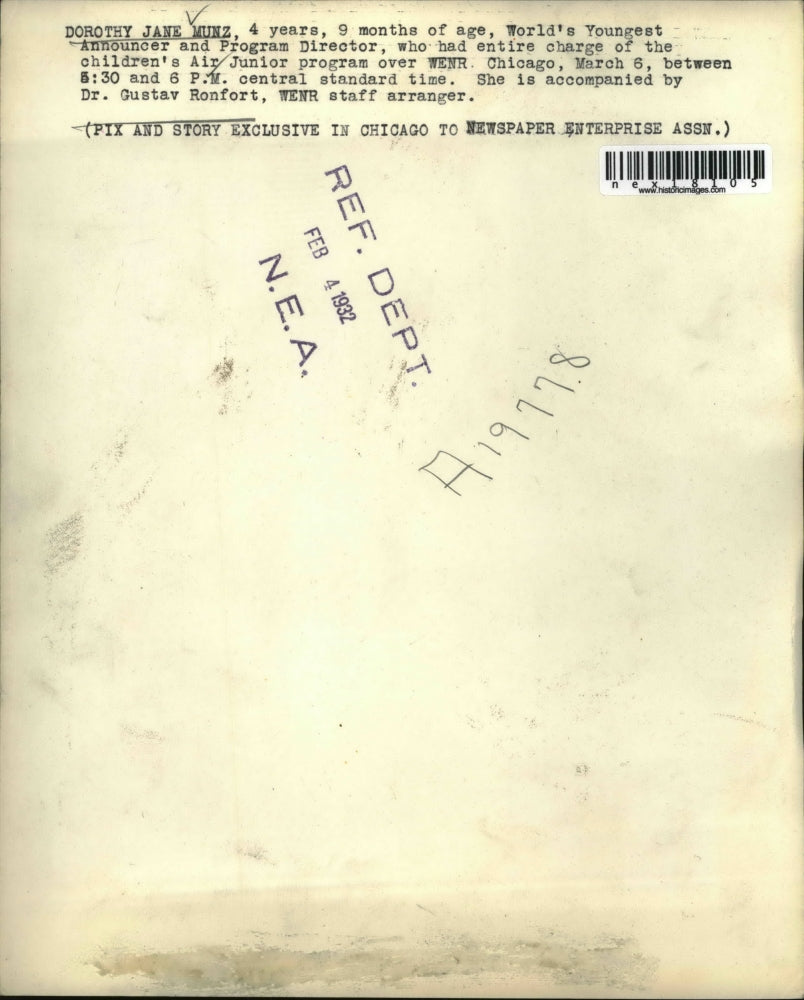 DOROTHY JANE MUNZ, 4 years, 9 months of age, World's Youngest
Announcer and Program Director, who had entire charge of the
children's Air Junior program over WENR. Chicago, March 6, between
5:30 and 6 P.M. central standard time. She is accompanied by
Dr. Gustav Ronfort, WENR staff arranger.
(PIX AND STORY EXCLUSIVE IN CHICAGO TO NEWSPAPER ENTERPRISE ASSN.)
nex18105
www.historicimages.com
REF. DEPT.
FEB 4 1932
N.E.A.
A19778